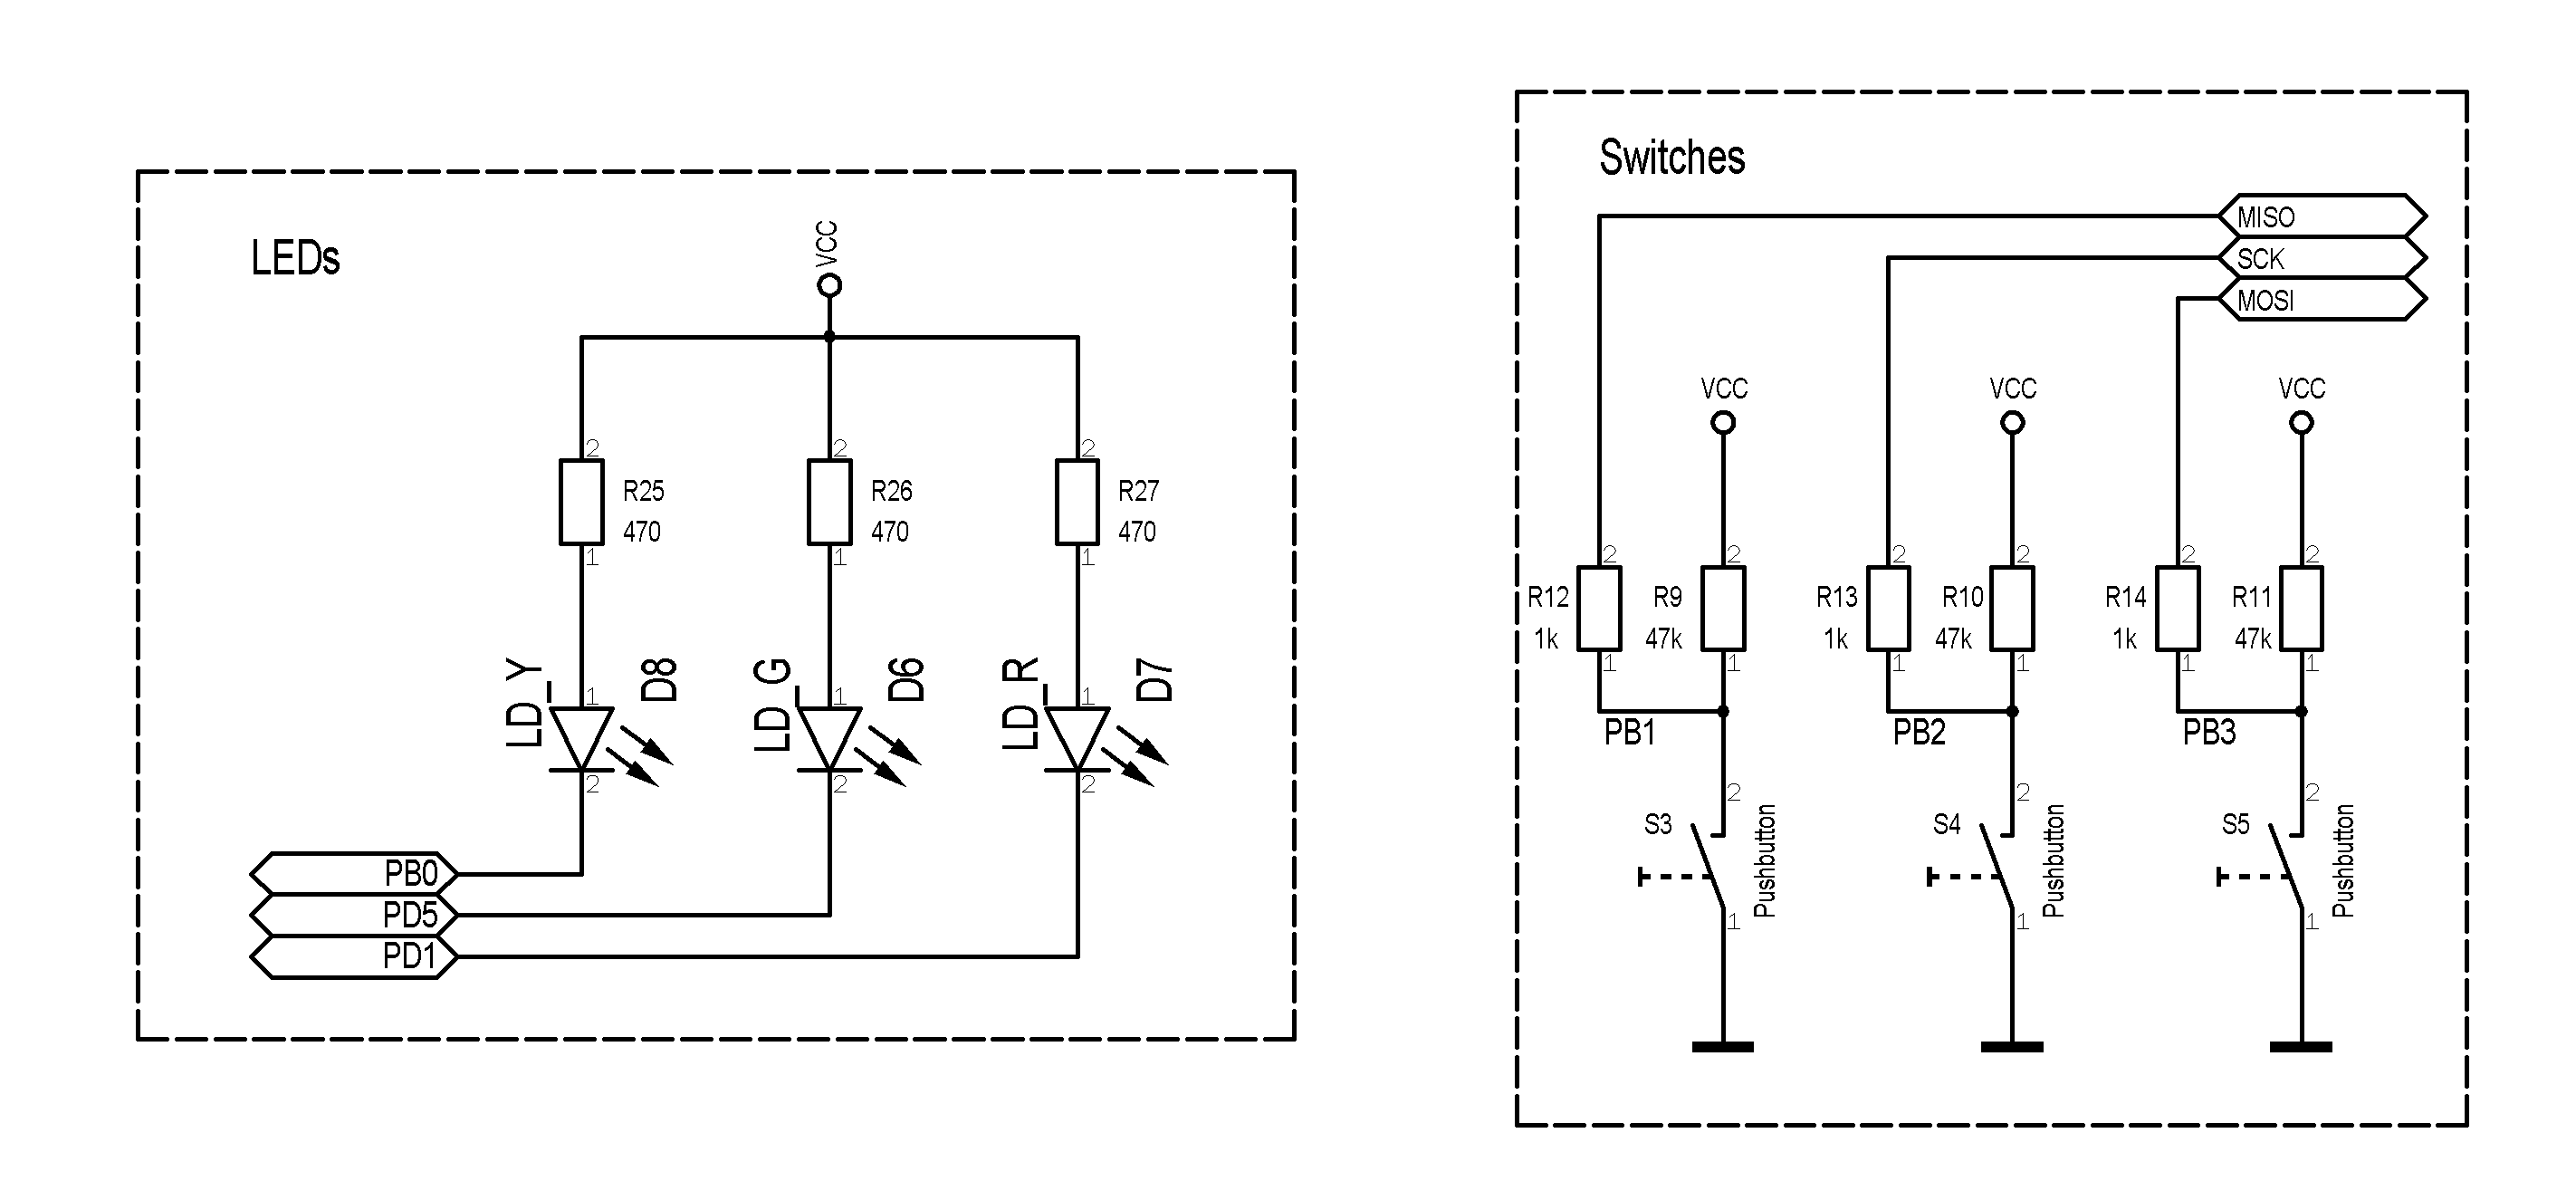 LEDs
VCC
2
2
2
R25
470
R26
470
R27
470
1
1
1
LD_Y
1
D8
LD_G
1
D6
LD_R
1
D7
2
2
2
PB0
PD5
PD1
Switches
MISO
SCK
MOSI
VCC
VCC
VCC
2
2
2
2
2
2
R12
1k
R9
47k
R13
1k
R10
47k
R14
1k
R11
47k
1
1
1
1
1
1
PB1
PB2
PB3
2
2
2
S3
Pushbutton
S4
Pushbutton
S5
Pushbutton
1
1
1